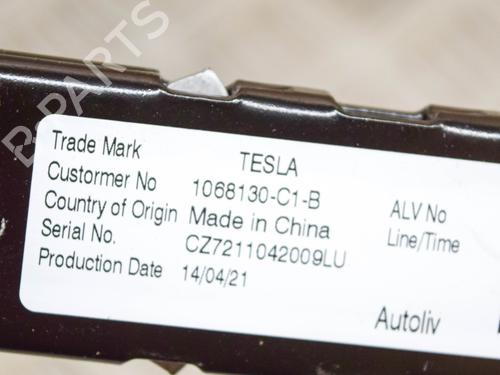 B-PARTS
Trade Mark TESLA
Custormer No 1068130-C1-B ALV No
Country of Origin Made in China Line/Time
Serial No. CZ7211042009LU
Production Date 14/04/21
Autoliv